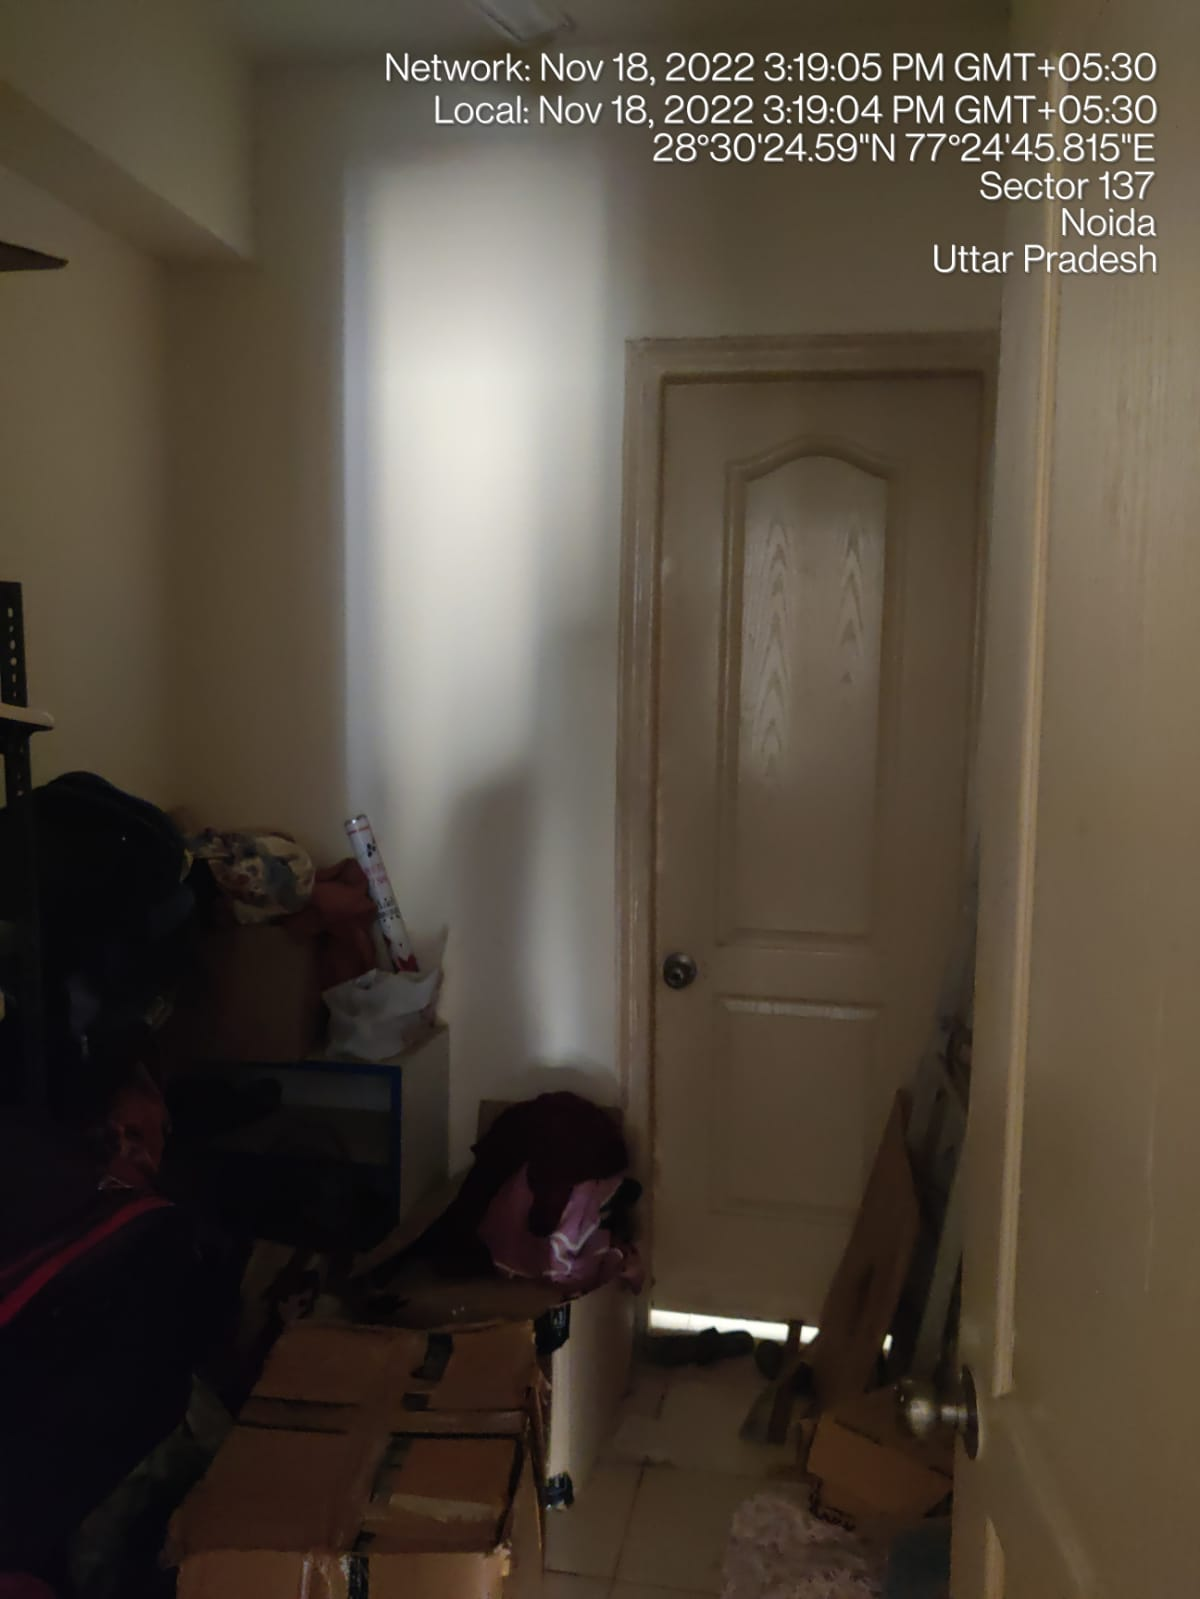 Network: Nov 18, 2022 3:19:05 PM GMT+05:30
Local: Nov 18, 2022 3:19:04 PM GMT+05:30
28°30'24.59"N 77°24'45.815"E
Sector 137
Noida
Uttar Pradesh